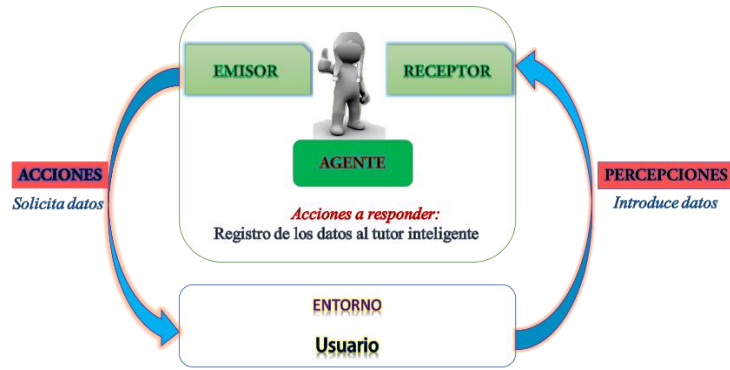 EMISOR
RECEPTOR
AGENTE
ACCIONES
Solicita datos
PERCEPCIONES
Introduce datos
Acciones a responder:
Registro de los datos al tutor inteligente
ENTORNO
Usuario